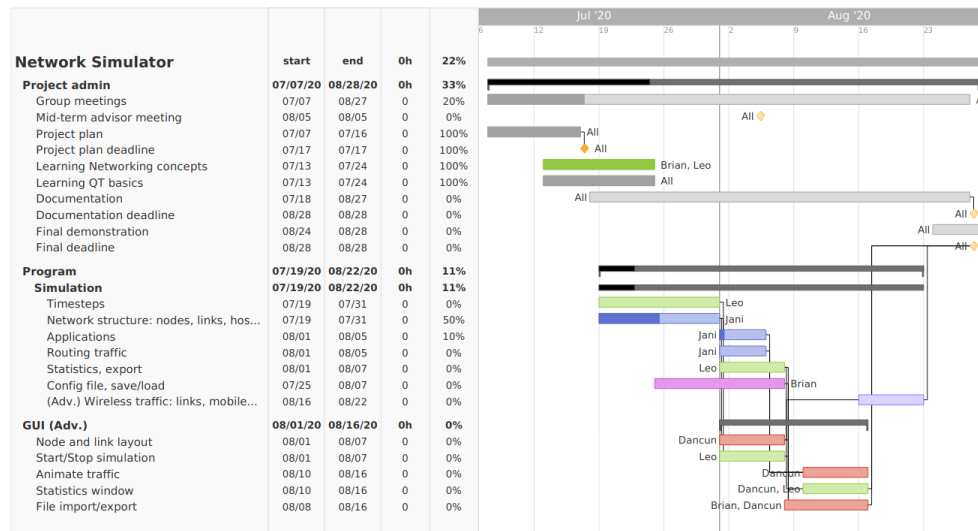 Jul '20 Aug '20
6 12 19 26 2 9 16 23
Network Simulator start end 0h 22%
Project admin 07/07/20 08/28/20 0h 33%
Group meetings 07/07 08/27 0 20%
Mid-term advisor meeting 08/05 08/05 0 0% All
Project plan 07/07 07/16 0 100% All
Project plan deadline 07/17 07/17 0 100% All
Learning Networking concepts 07/13 07/24 0 100% Brian, Leo
Learning QT basics 07/13 07/24 0 100% All
Documentation 07/18 08/27 0 0% All
Documentation deadline 08/28 08/28 0 0% All
Final demonstration 08/24 08/28 0 0% All
Final deadline 08/28 08/28 0 0% All
Program 07/19/20 08/22/20 0h 11%
Simulation 07/19/20 08/22/20 0h 11%
Timesteps 07/19 07/31 0 0% Leo
Network structure: nodes, links, hos... 07/19 07/31 0 50% Jani
Applications 08/01 08/05 0 10% Jani
Routing traffic 08/01 08/05 0 0% Jani
Statistics, export 08/01 08/07 0 0% Leo
Config file, save/load 07/25 08/07 0 0% Brian
(Adv.) Wireless traffic: links, mobile... 08/16 08/22 0 0%
GUI (Adv.) 08/01/20 08/16/20 0h 0%
Node and link layout 08/01 08/07 0 0% Dancun
Start/Stop simulation 08/01 08/07 0 0% Leo
Animate traffic 08/10 08/16 0 0% Dancun
Statistics window 08/10 08/16 0 0% Dancun, Leo
File import/export 08/08 08/16 0 0% Brian, Dancun